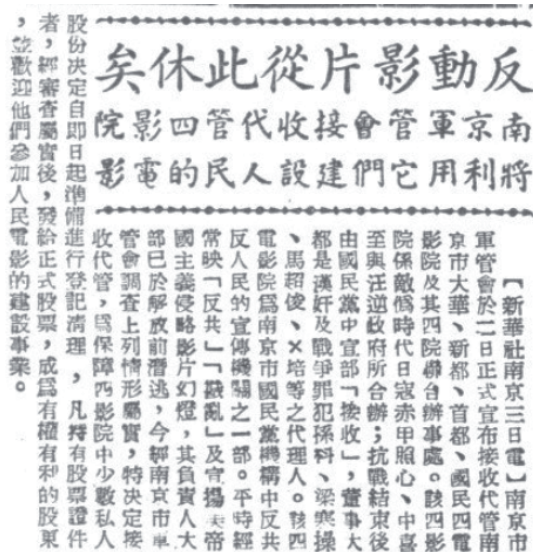 反動影片從此休矣
南京軍管會接收代管四影院
將利用它們建設人民的電影
【新華社南京三日電】南京市
軍管會於二日正式宣布接收代管南
京市大華、新都、首都、國民四電
影院及其四院聯合辦事處。該四影
院係敵僞時代日寇赤甲照心、中喜
至與汪逆政府所合辦；抗戰結束後
由國民黨中宣部「接收」，董事大
都是漢奸及戰爭罪犯孫科、梁寒操
、馬超俊、×培等之代理人。該四
電影院爲南京市國民黨機構中反共
反人民的宣傳機關之一部。平時經
常映「反共」「戡亂」及宣揚美帝
國主義侵略影片幻燈，其負責人大
部已於解放前潛逃，今經南京市軍
管會調查上列情形屬實，特決定接
收代管，爲保障四影院中少數私人
股份决定自即日起準備進行登記清理，凡持有股票證件
者，經審查屬實後，發給正式股票，成爲有權有利的股東
，並歡迎他們參加人民電影的建設事業。